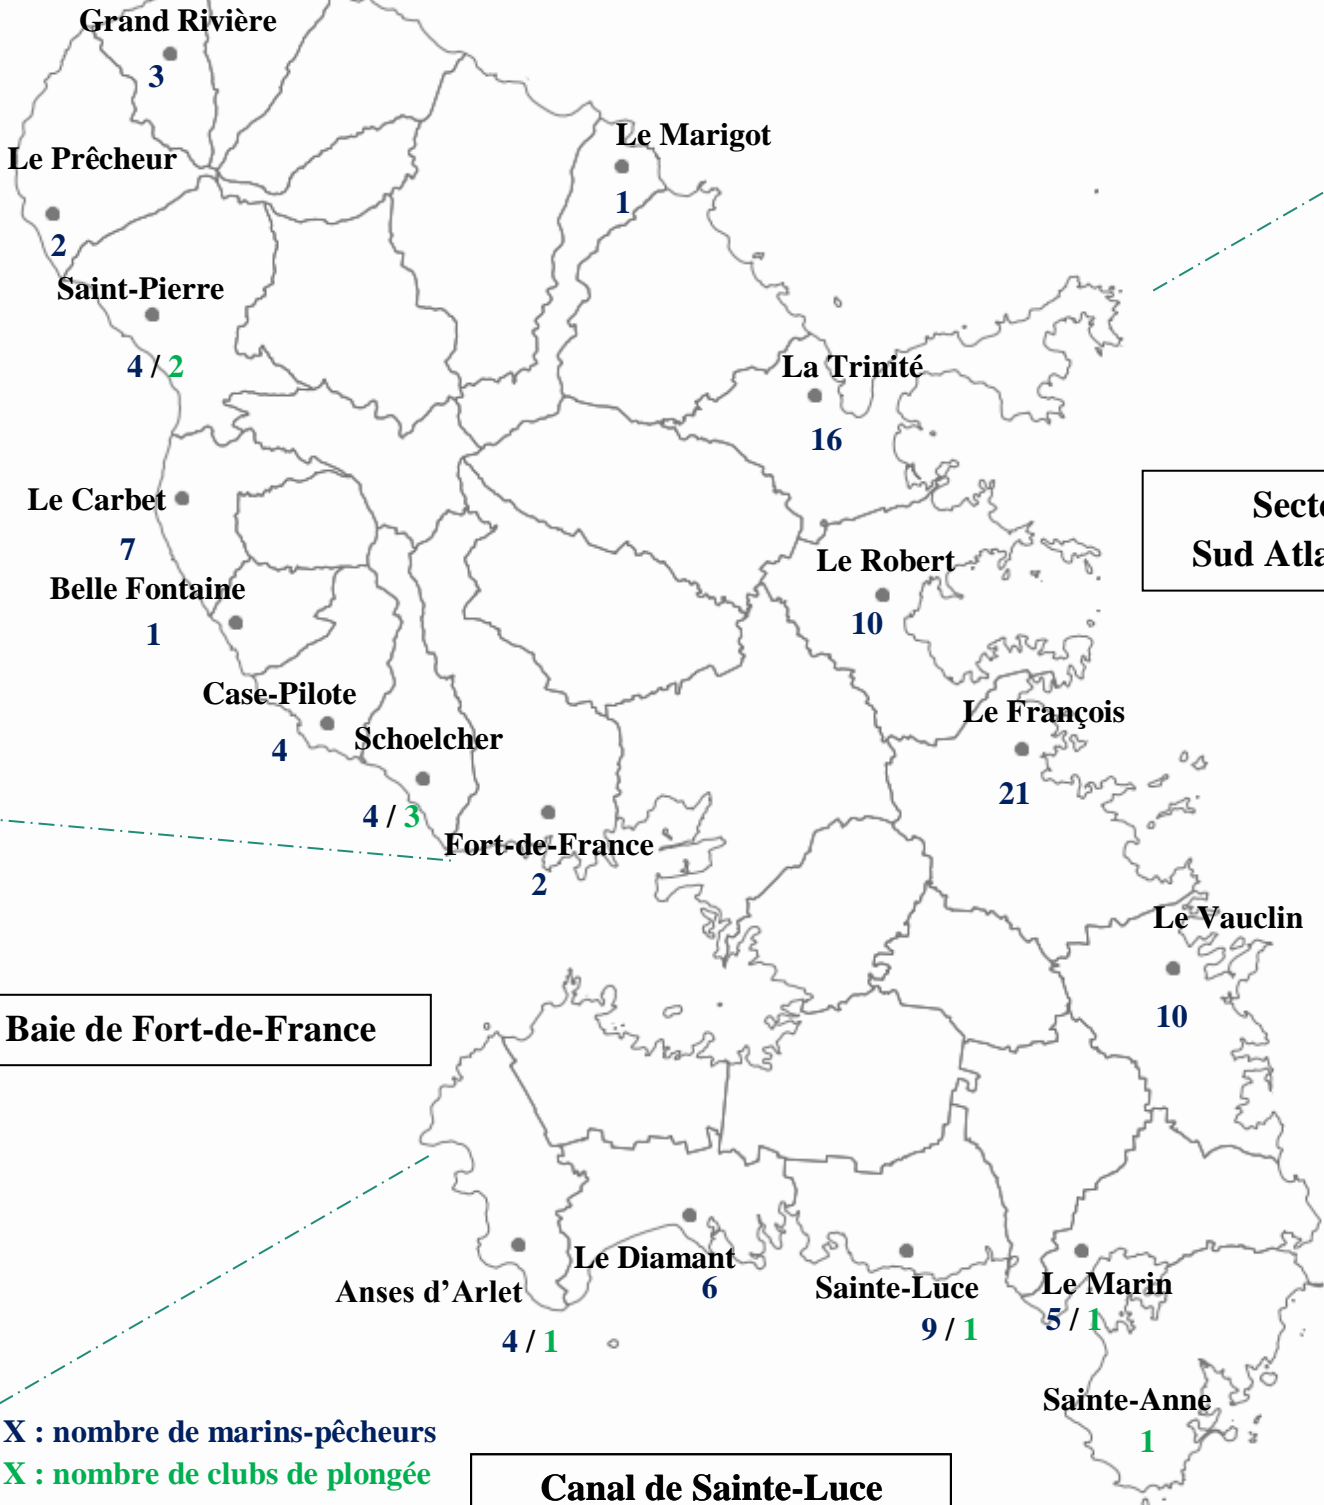 Grand Rivière
3
Le Marigot
1
Le Prêcheur
2
Saint-Pierre
4 / 2
La Trinité
16
Le Carbet
7
Secte
Sud Atla
Le Robert
10
Belle Fontaine
1
Case-Pilote
4
Schoelcher
4 / 3
Le François
21
Fort-de-France
2
Le Vauclin
10
Baie de Fort-de-France
Le Diamant
6
Anses d’Arlet
4 / 1
Sainte-Luce
9 / 1
Le Marin
5 / 1
Sainte-Anne
1
X : nombre de marins-pêcheurs
X : nombre de clubs de plongée
Canal de Sainte-Luce